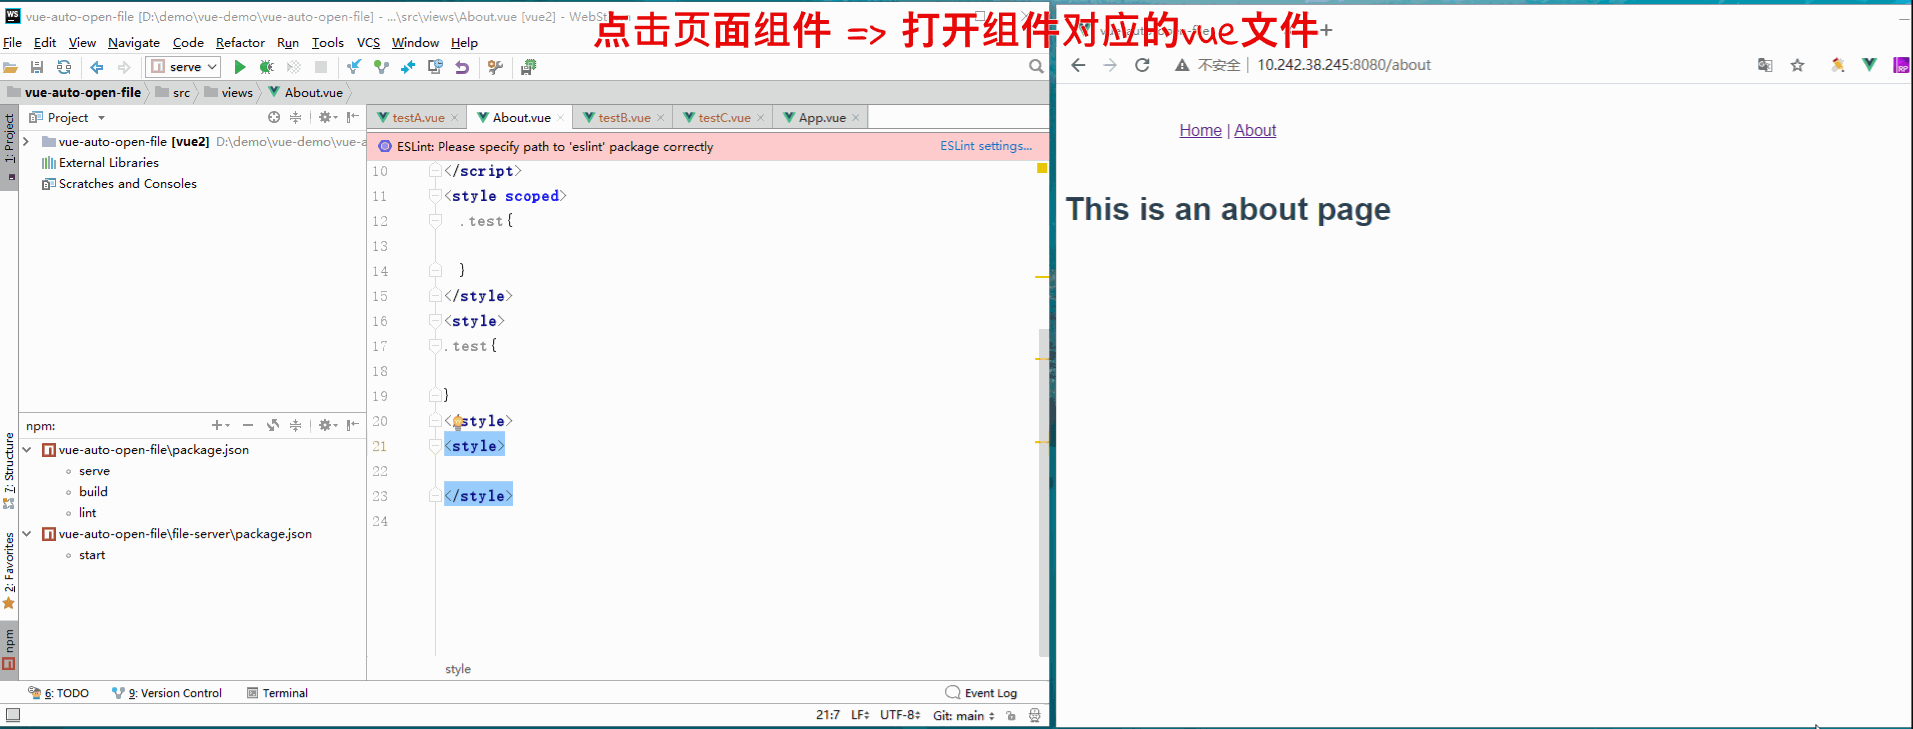 vue-auto-open-file [D:\demo\vue-demo\vue-auto-open-file] - ...\src\views\About.vue [vue2] - WebSt
点击页面组件 => 打开组件对应的vue文件
File Edit View Navigate Code Refactor Run Tools VCS Window Help
serve
vue-auto-open-file src views About.vue
1: Project
Project
vue-auto-open-file [vue2] D:\demo\vue-demo\vue-a
External Libraries
Scratches and Consoles
npm:
vue-auto-open-file\package.json
serve
build
lint
vue-auto-open-file\file-server\package.json
start
7: Structure
2: Favorites
npm
testA.vue About.vue testB.vue testC.vue App.vue
ESLint: Please specify path to 'eslint' package correctly ESLint settings...
10 </script>
11 <style scoped>
12 .test{
13
14 }
15 </style>
16 <style>
17 .test{
18
19 }
20 < style>
21 <style>
22
23 </style>
24
style
6: TODO 9: Version Control Terminal Event Log
21:7 LF UTF-8 Git: main
不安全 | 10.242.38.245:8080/about
Home | About
This is an about page